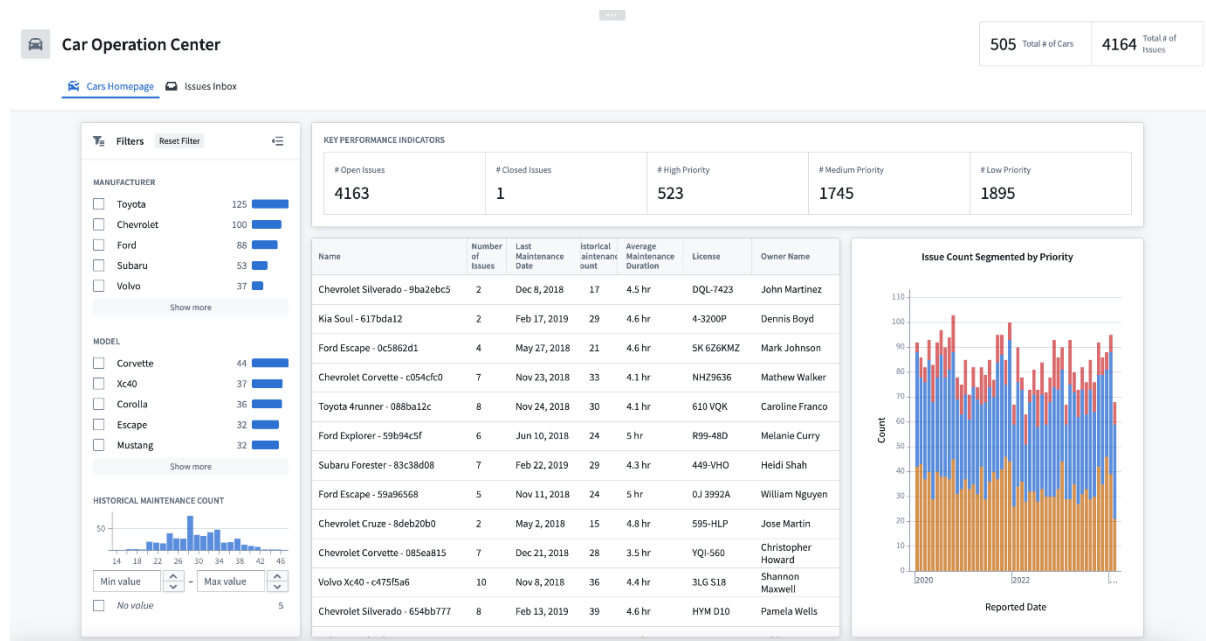 Car Operation Center
505 Total # of Cars
4164 Total # of
Issues
Cars Homepage
Issues Inbox
Filters
Reset Filter
MANUFACTURER
Toyota 125
Chevrolet 100
Ford 88
Subaru 53
Volvo 37
Show more
MODEL
Corvette 44
Xc40 37
Corolla 36
Escape 32
Mustang 32
Show more
HISTORICAL MAINTENANCE COUNT
50
14 18 22 26 30 34 38 42 46
Min value – Max value
No value 5
KEY PERFORMANCE INDICATORS
# Open Issues
4163
# Closed Issues
1
# High Priority
523
# Medium Priority
1745
# Low Priority
1895
Name
Number
of
Issues
Last
Maintenance
Date
istorical
aintenanc
ount
Average
Maintenance
Duration
License
Owner Name
Chevrolet Silverado - 9ba2ebc5 2 Dec 8, 2018 17 4.5 hr DQL-7423 John Martinez
Kia Soul - 617bda12 2 Feb 17, 2019 29 4.6 hr 4-3200P Dennis Boyd
Ford Escape - 0c5862d1 4 May 27, 2018 21 4.6 hr 5K 6Z6KMZ Mark Johnson
Chevrolet Corvette - c054cfc0 7 Nov 23, 2018 33 4.1 hr NHZ9636 Mathew Walker
Toyota 4runner - 088ba12c 8 Nov 24, 2018 30 4.1 hr 610 VQK Caroline Franco
Ford Explorer - 59b94c5f 6 Jun 10, 2018 24 5 hr R99-48D Melanie Curry
Subaru Forester - 83c38d08 7 Feb 22, 2019 29 4.3 hr 449-VHO Heidi Shah
Ford Escape - 59a96568 5 Nov 11, 2018 24 5 hr 0J 3992A William Nguyen
Chevrolet Cruze - 8deb20b0 2 May 2, 2018 15 4.8 hr 595-HLP Jose Martin
Chevrolet Corvette - 085ea815 7 Dec 21, 2018 28 3.5 hr YQI-560 Christopher
Howard
Volvo Xc40 - c475f5a6 10 Nov 8, 2018 36 4.4 hr 3LG S18 Shannon
Maxwell
Chevrolet Silverado - 654bb777 8 Feb 13, 2019 39 4.6 hr HYM D10 Pamela Wells
Issue Count Segmented by Priority
110
100
90
80
70
60
50
40
30
20
10
0
Count
2020 2022 ...
Reported Date